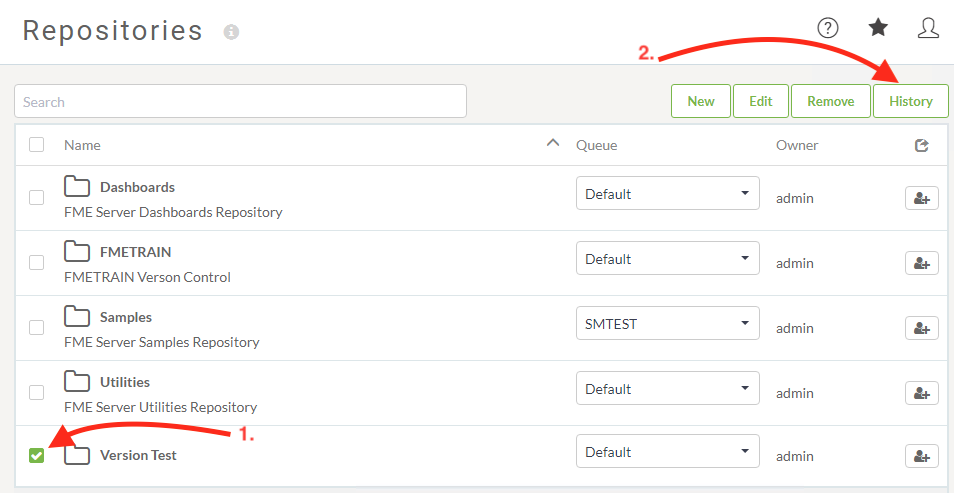 Repositories
2.
Search
New Edit Remove History
Name Queue Owner
Dashboards
FME Server Dashboards Repository
Default
admin
FMETRAIN
FMETRAIN Verson Control
Default
admin
Samples
FME Server Samples Repository
SMTEST
admin
Utilities
FME Server Utilities Repository
Default
admin
1.
Version Test
Default
admin